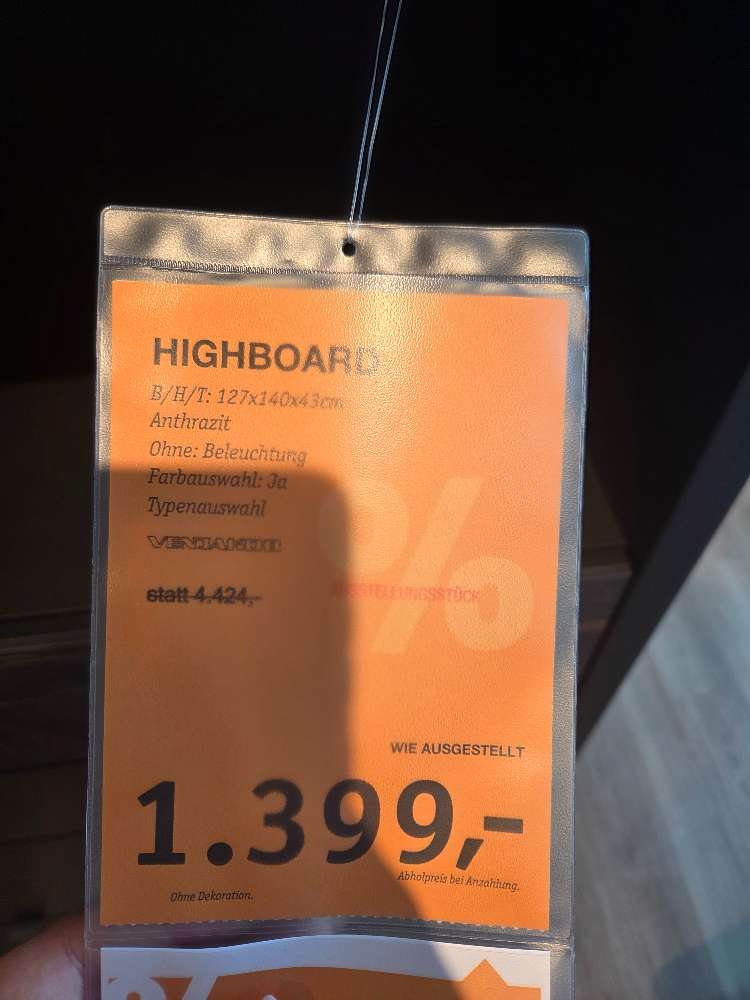 HIGHBOARD
B/H/T: 127x140x43cm
Anthrazit
Ohne: Beleuchtung
Farbauswahl: Ja
Typenauswahl
VENJAKOB
statt 4.424,-
AUSSTELLUNGSSTÜCK
%
WIE AUSGESTELLT
1.399,-
Abholpreis bei Anzahlung.
Ohne Dekoration.
%